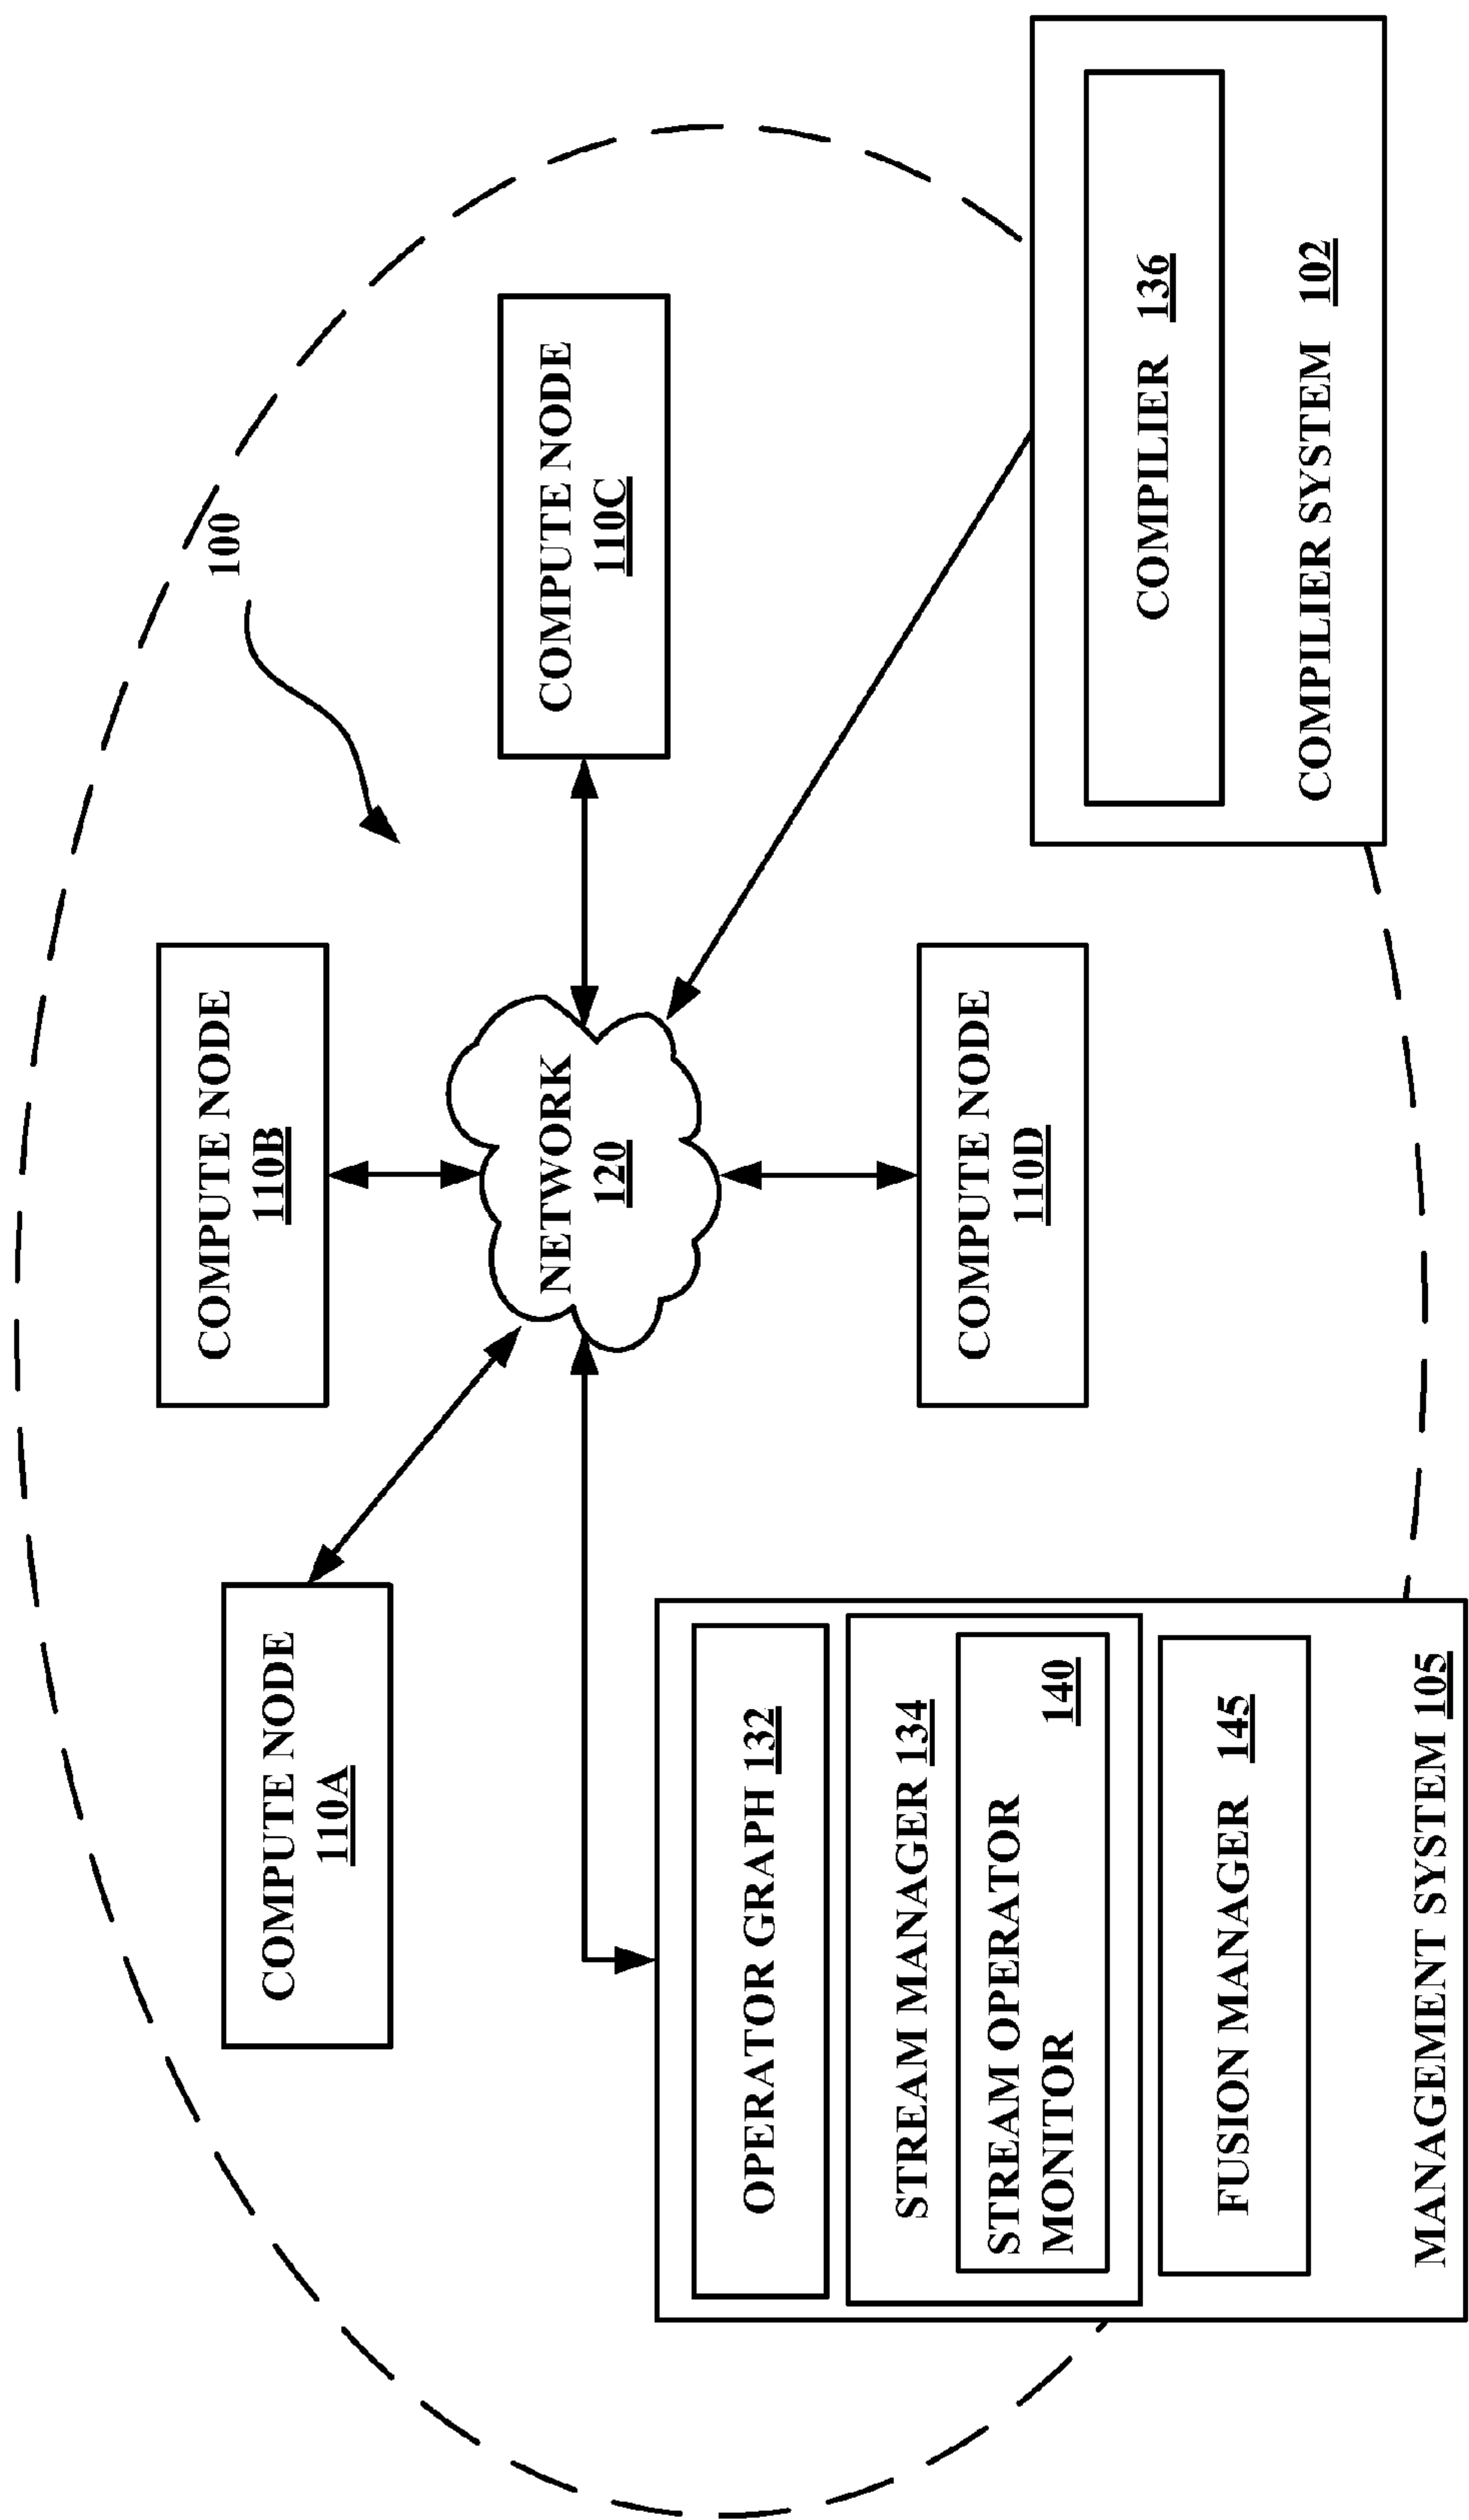 100
COMPUTE NODE
110B
COMPUTE NODE
110A
COMPUTE NODE
110C
NETWORK
120
OPERATOR GRAPH 132
STREAM MANAGER 134
STREAM OPERATOR
MONITOR 140
FUSION MANAGER 145
MANAGEMENT SYSTEM 105
COMPUTE NODE
110D
COMPILIER 136
COMPILIER SYSTEM 102